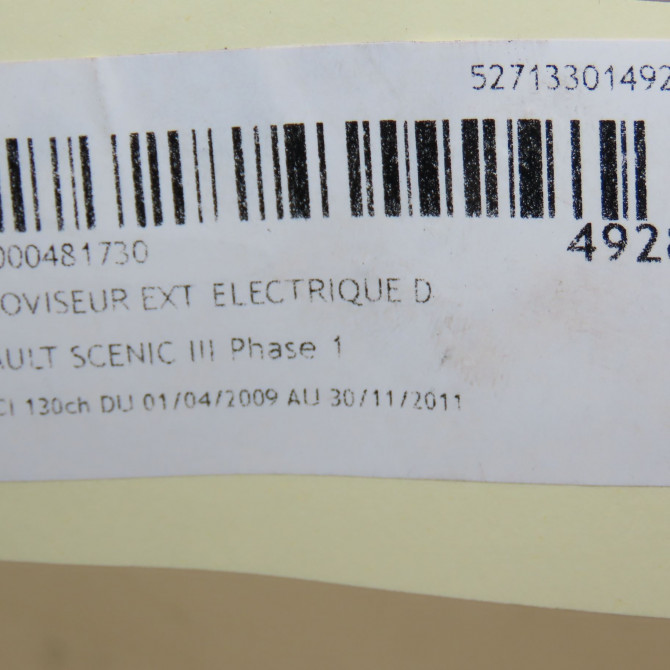 52713301492
000481730
4928
OVISEUR EXT ELECTRIQUE D
AULT SCENIC III Phase 1
CI 130ch DU 01/04/2009 AU 30/11/2011